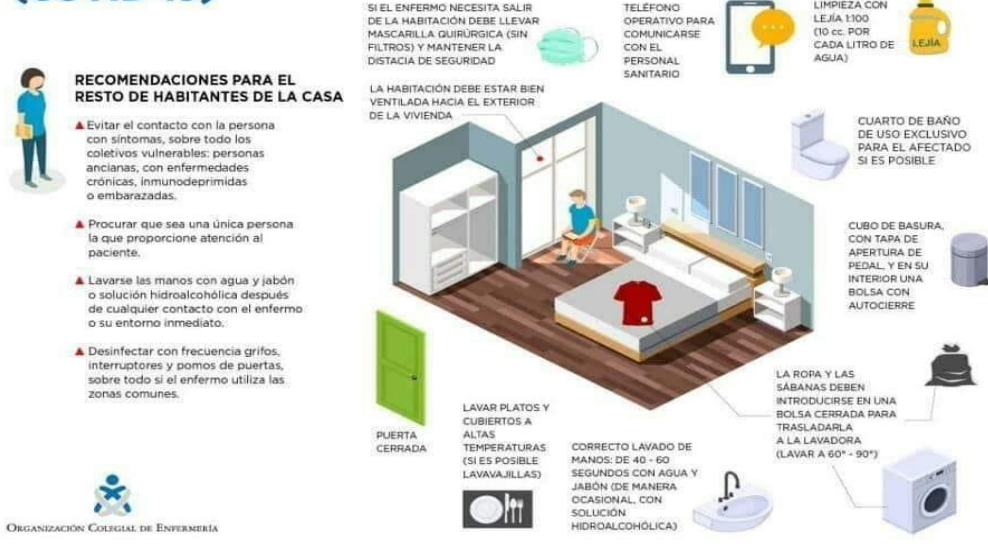 (COVID-19)
RECOMENDACIONES PARA EL
RESTO DE HABITANTES DE LA CASA
Evitar el contacto con la persona
con síntomas, sobre todo los
coletivos vulnerables: personas
ancianas, con enfermedades
crónicas, inmunodeprimidas
o embarazadas.
Procurar que sea una única persona
la que proporcione atención al
paciente.
Lavarse las manos con agua y jabón
o solución hidroalcohólica después
de cualquier contacto con el enfermo
o su entorno inmediato.
Desinfectar con frecuencia grifos,
interruptores y pomos de puertas,
sobre todo si el enfermo utiliza las
zonas comunes.
ORGANIZACIÓN COLEGIAL DE ENFERMERÍA
SI EL ENFERMO NECESITA SALIR
DE LA HABITACIÓN DEBE LLEVAR
MASCARILLA QUIRÚRGICA (SIN
FILTROS) Y MANTENER LA
DISTACIA DE SEGURIDAD
TELÉFONO
OPERATIVO PARA
COMUNICARSE
CON EL
PERSONAL
SANITARIO
LIMPIEZA CON
LEJÍA 1:100
(10 cc. POR
CADA LITRO DE
AGUA)
LEJÍA
LA HABITACIÓN DEBE ESTAR BIEN
VENTILADA HACIA EL EXTERIOR
DE LA VIVIENDA
CUARTO DE BAÑO
DE USO EXCLUSIVO
PARA EL AFECTADO
SI ES POSIBLE
CUBO DE BASURA,
CON TAPA DE
APERTURA DE
PEDAL, Y EN SU
INTERIOR UNA
BOLSA CON
AUTOCIERRE
LA ROPA Y LAS
SÁBANAS DEBEN
INTRODUCIRSE EN UNA
BOLSA CERRADA PARA
TRASLADARLA
A LA LAVADORA
(LAVAR A 60° - 90°)
PUERTA
CERRADA
LAVAR PLATOS Y
CUBIERTOS A
ALTAS
TEMPERATURAS
(SI ES POSIBLE
LAVAVAJILLAS)
CORRECTO LAVADO DE
MANOS: DE 40 - 60
SEGUNDOS CON AGUA Y
JABÓN (DE MANERA
OCASIONAL, CON
SOLUCIÓN
HIDROALCOHÓLICA)